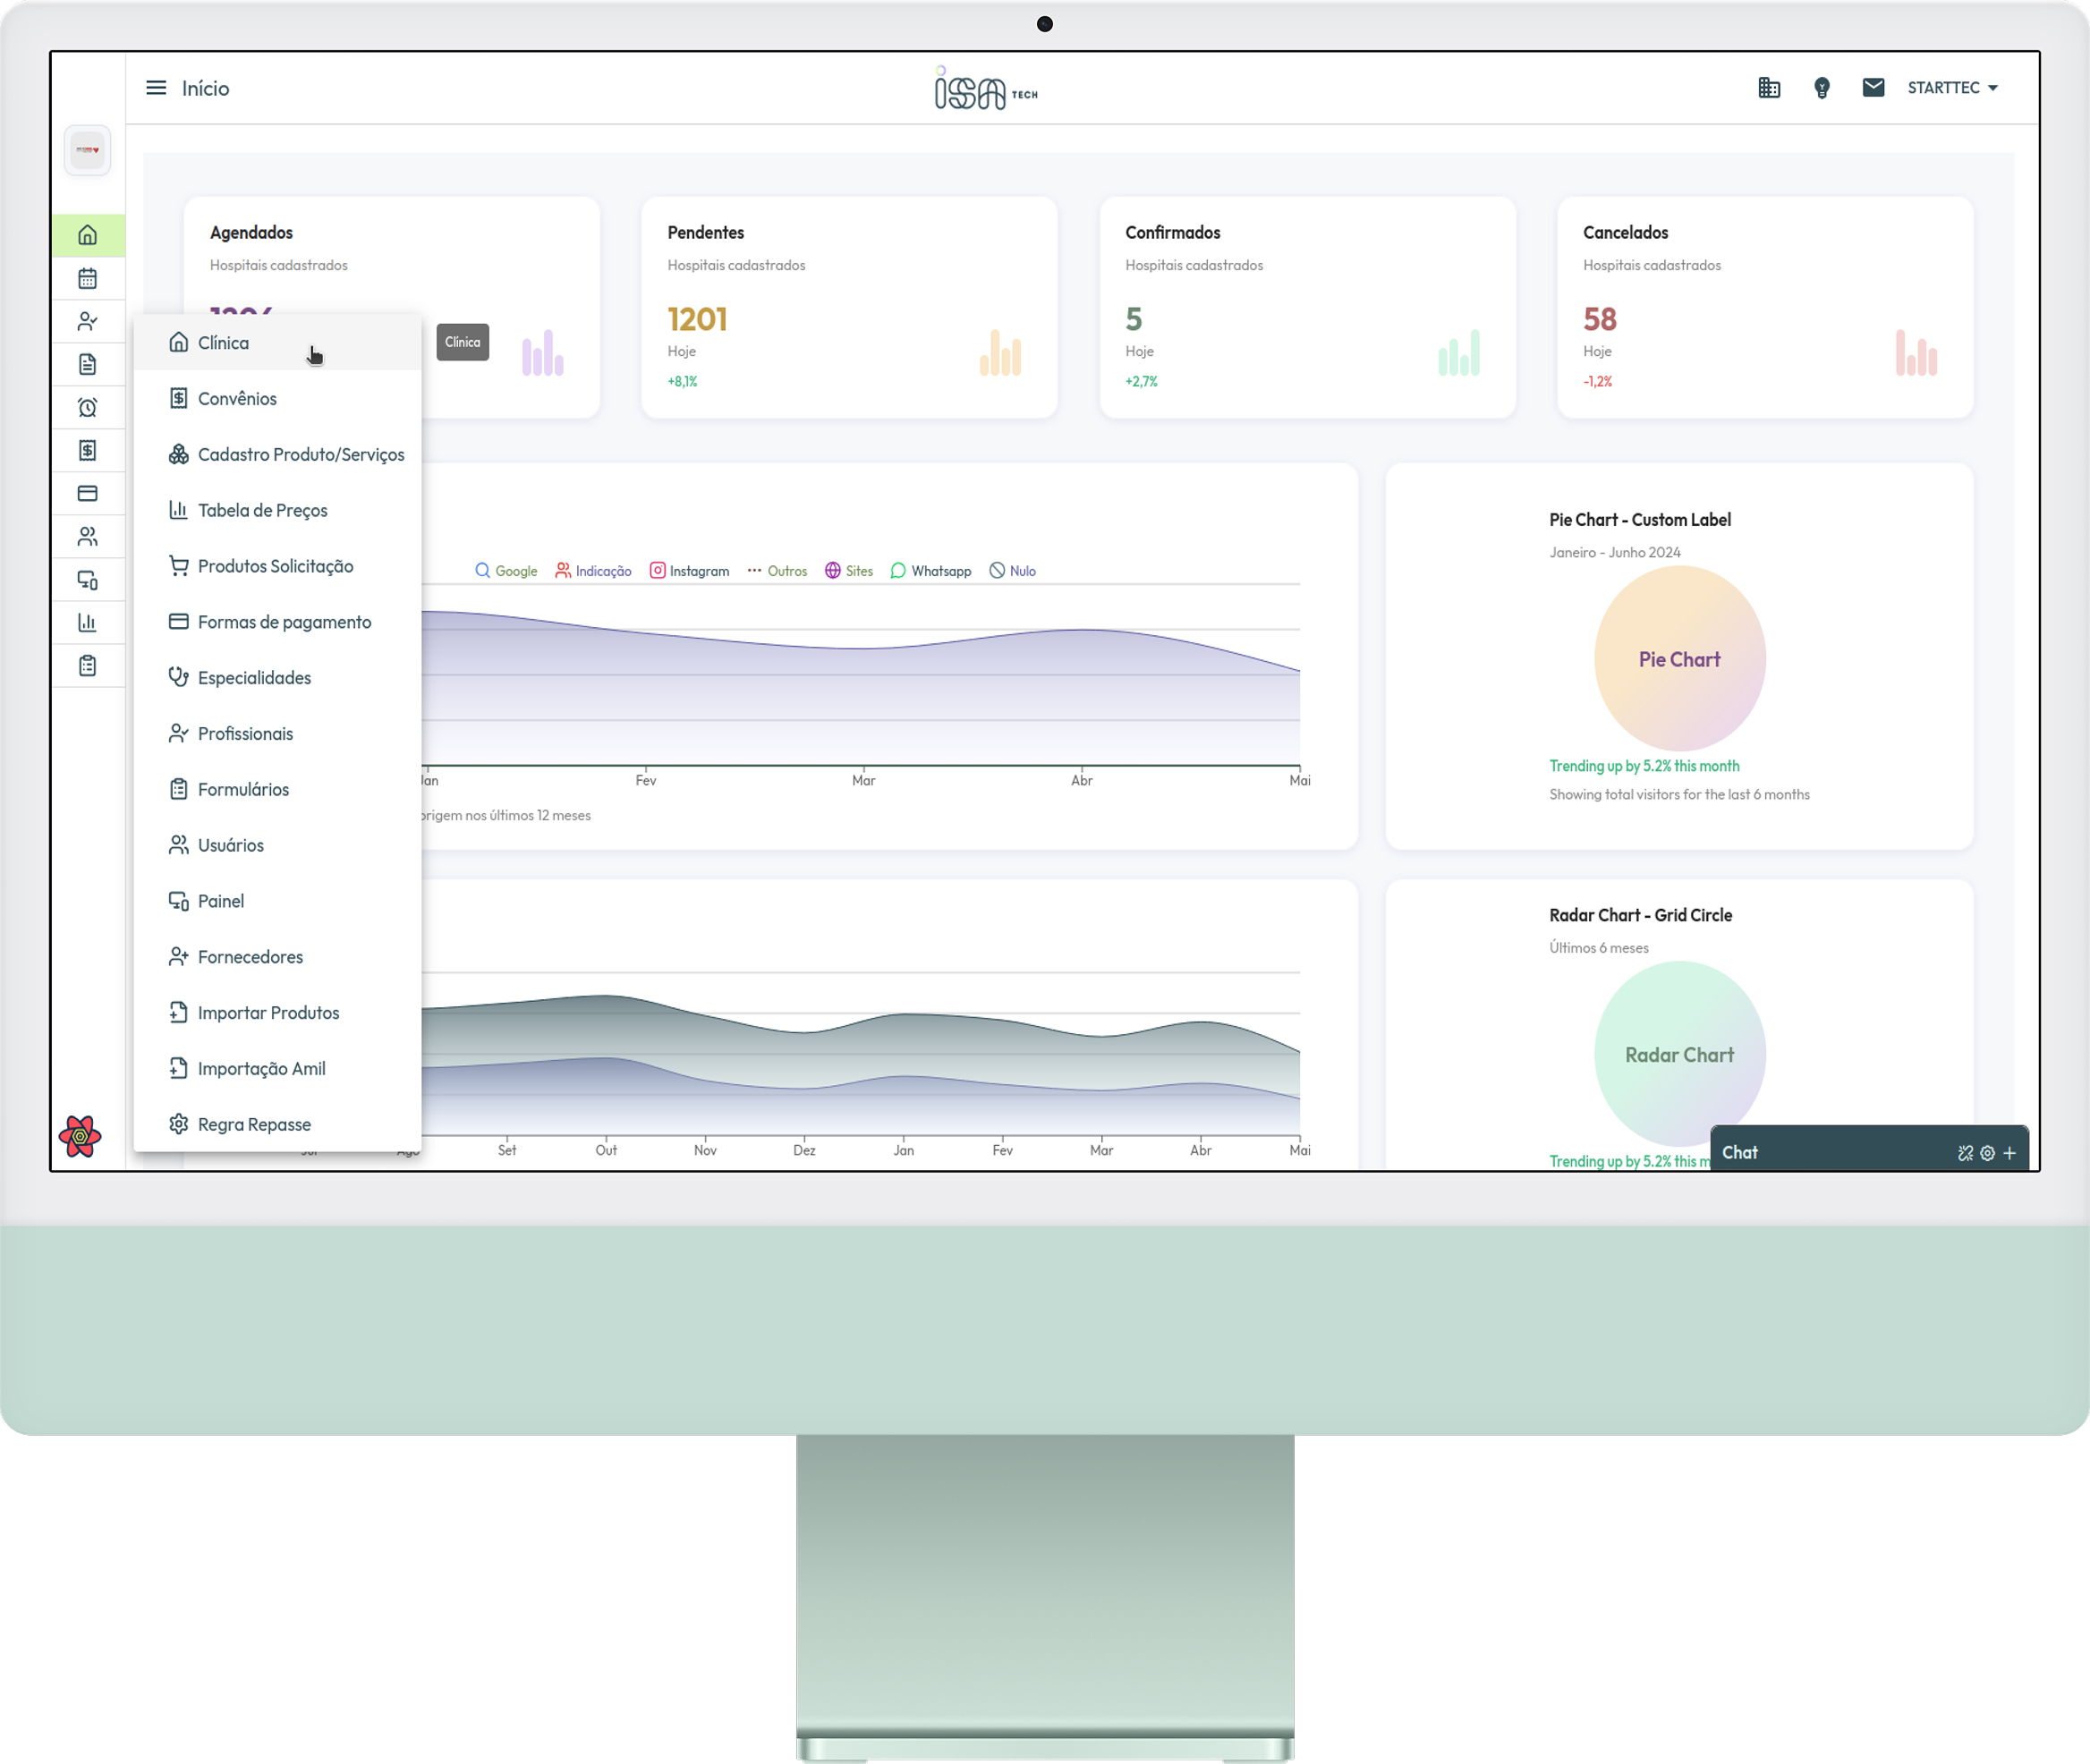 Início
isa TECH
STARTTEC
Agendados
Hospitais cadastrados
Pendentes
Hospitais cadastrados
1201
Hoje
+8,1%
Confirmados
Hospitais cadastrados
5
Hoje
+2,7%
Cancelados
Hospitais cadastrados
58
Hoje
-1,2%
Clínica
Clínica
Convênios
Cadastro Produto/Serviços
Tabela de Preços
Produtos Solicitação
Formas de pagamento
Especialidades
Profissionais
Formulários
Usuários
Painel
Fornecedores
Importar Produtos
Importação Amil
Regra Repasse
Google Indicação Instagram Outros Sites Whatsapp Nulo
Jan Fev Mar Abr Mai
origem nos últimos 12 meses
Pie Chart - Custom Label
Janeiro - Junho 2024
Pie Chart
Trending up by 5.2% this month
Showing total visitors for the last 6 months
Set Out Nov Dez Jan Fev Mar Abr Mai
Radar Chart - Grid Circle
Últimos 6 meses
Radar Chart
Trending up by 5.2% this m
Chat